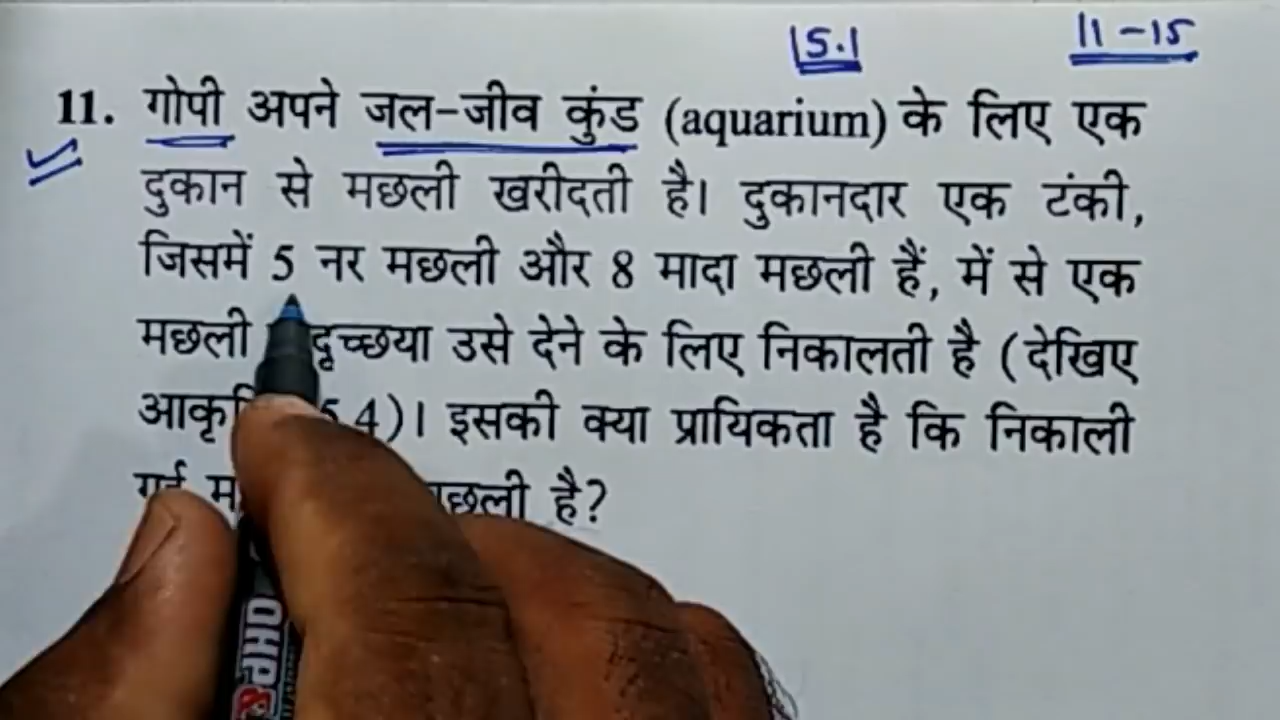 15.1 11-15
11. गोपी अपने जल-जीव कुंड (aquarium) के लिए एक
दुकान से मछली खरीदती है। दुकानदार एक टंकी,
जिसमें 5 नर मछली और 8 मादा मछली हैं, में से एक
मछली उसे देने के लिए निकालती है (देखिए
5.4)। इसकी क्या प्रायिकता है कि निकाली
है?
OHP